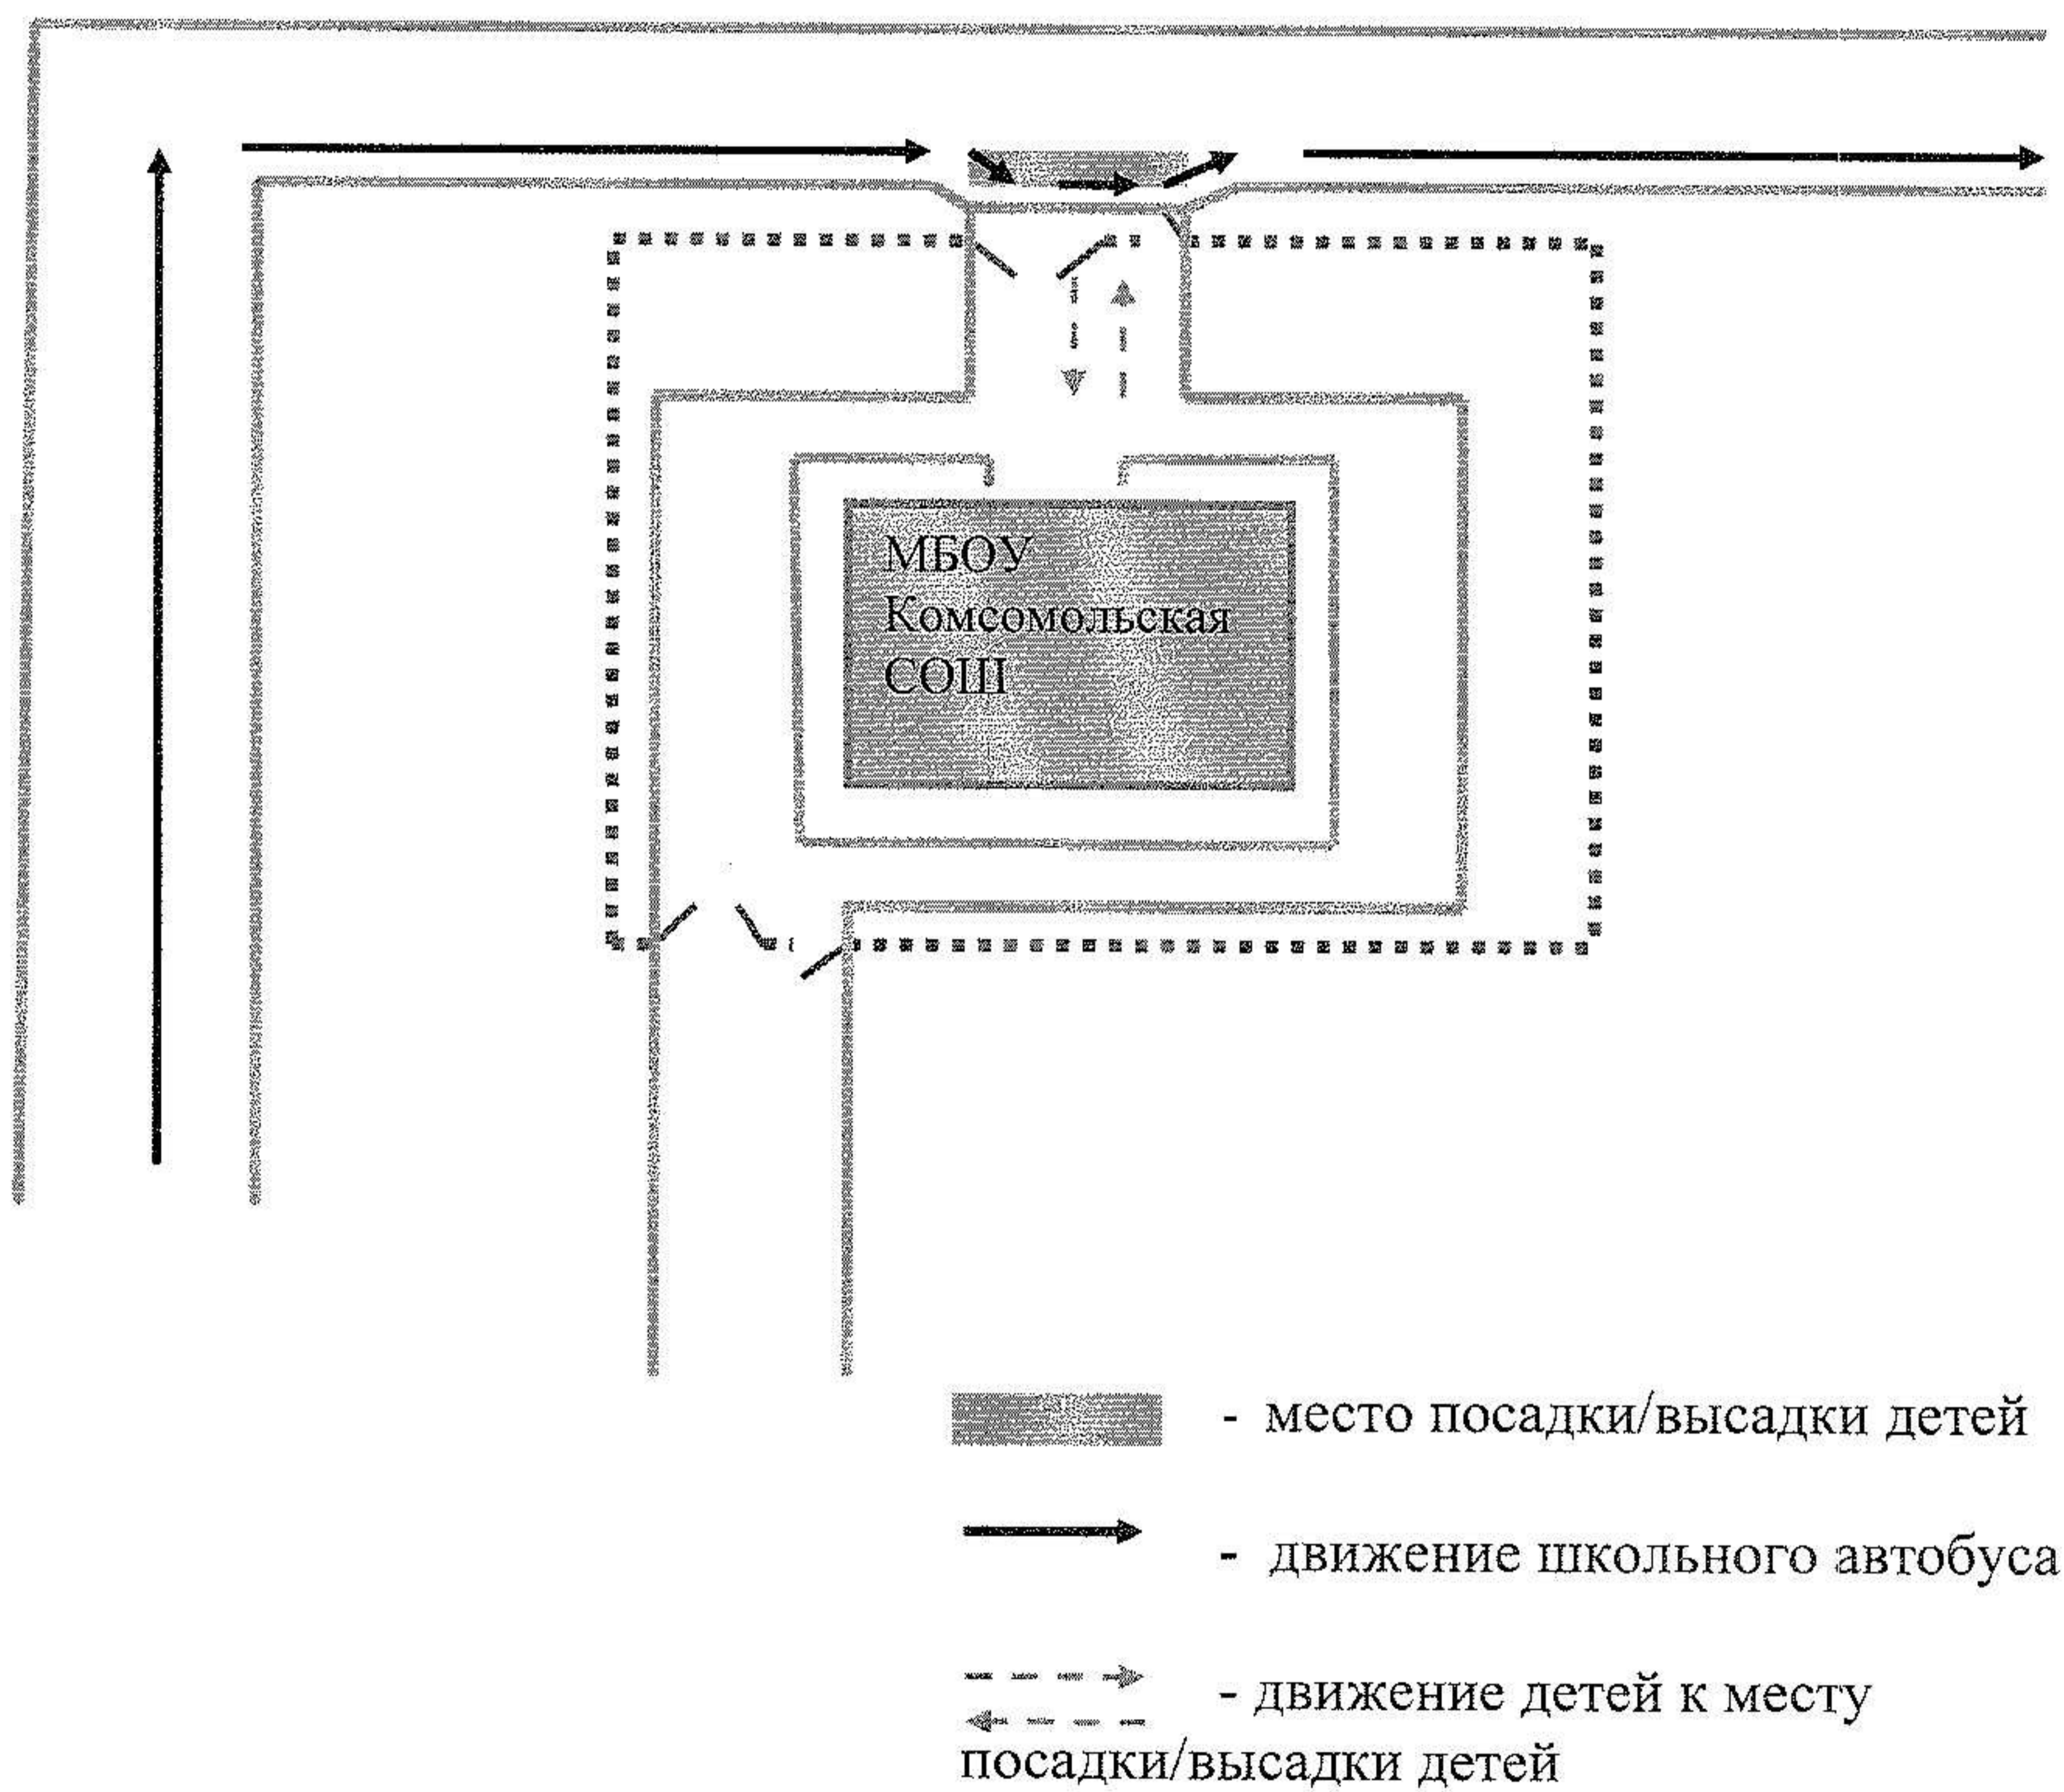 МБОУ
Комсомольская
СОШ
- место посадки/высадки детей
- движение школьного автобуса
- движение детей к месту
посадки/высадки детей